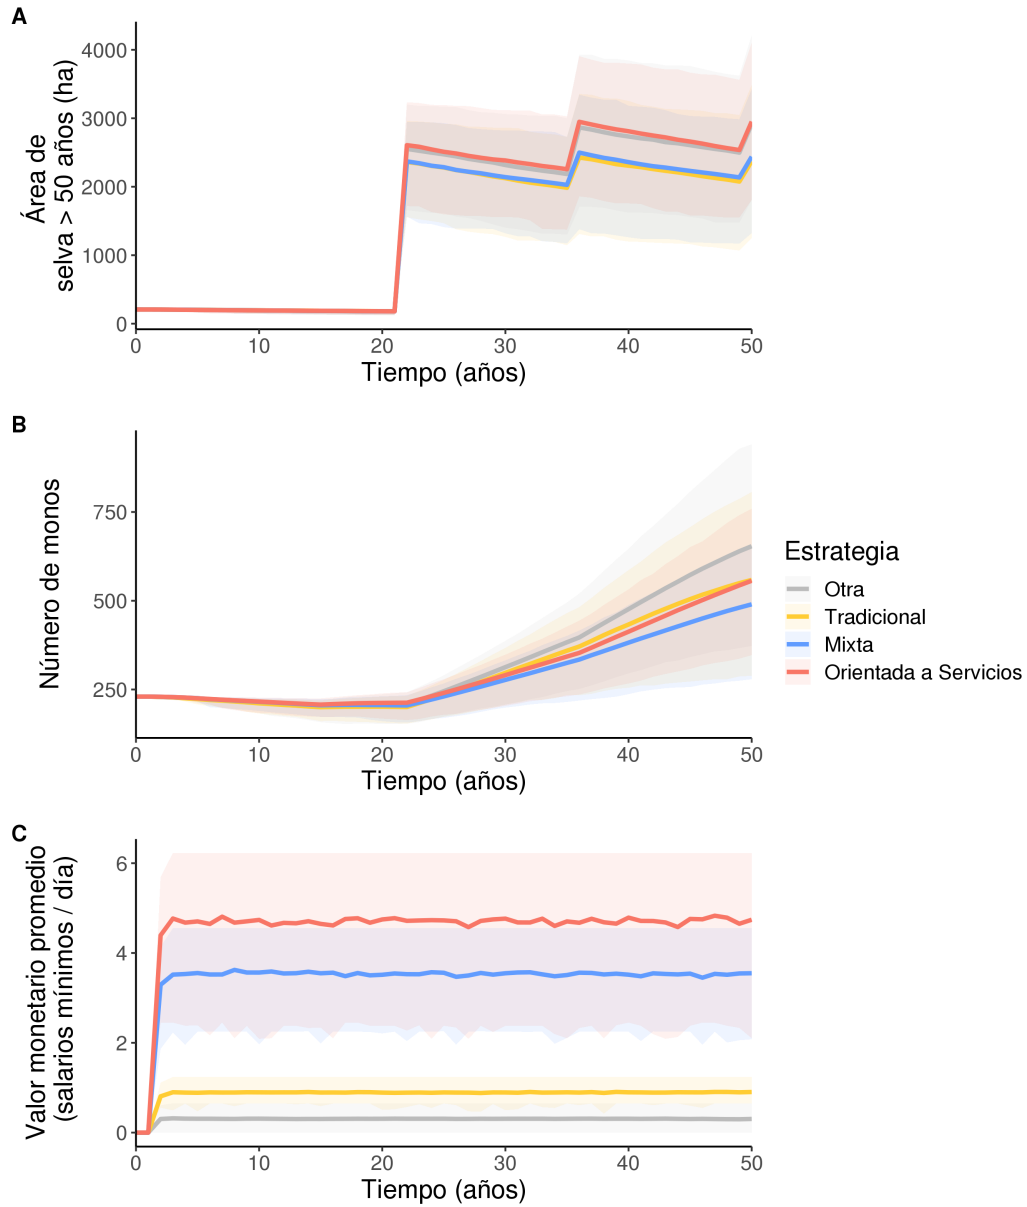 A
Área de
selva > 50 años (ha)
4000
3000
2000
1000
0
0 10 20 30 40 50
Tiempo (años)
B
Número de monos
750
500
250
0 10 20 30 40 50
Tiempo (años)
Estrategia
Otra
Tradicional
Mixta
Orientada a Servicios
C
Valor monetario promedio
(salarios mínimos / día)
6
4
2
0
0 10 20 30 40 50
Tiempo (años)